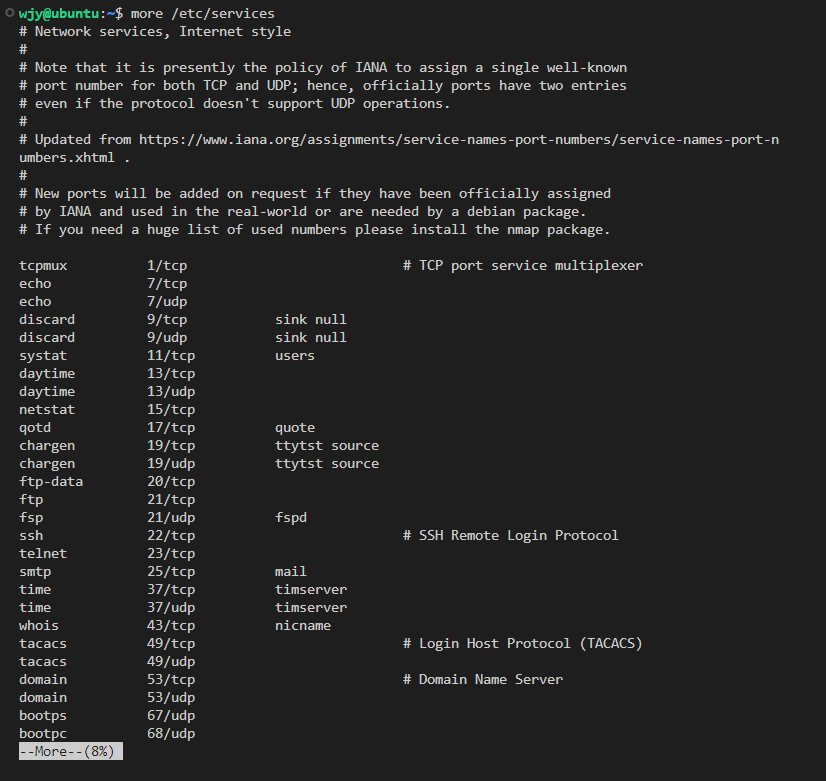 wjy@ubuntu:~$ more /etc/services
# Network services, Internet style
#
# Note that it is presently the policy of IANA to assign a single well-known
# port number for both TCP and UDP; hence, officially ports have two entries
# even if the protocol doesn't support UDP operations.
#
# Updated from https://www.iana.org/assignments/service-names-port-numbers/service-names-port-n
umbers.xhtml .
#
# New ports will be added on request if they have been officially assigned
# by IANA and used in the real-world or are needed by a debian package.
# If you need a huge list of used numbers please install the nmap package.

tcpmux          1/tcp                           # TCP port service multiplexer
echo            7/tcp
echo            7/udp
discard         9/tcp           sink null
discard         9/udp           sink null
systat          11/tcp          users
daytime         13/tcp
daytime         13/udp
netstat         15/tcp
qotd            17/tcp          quote
chargen         19/tcp          ttytst source
chargen         19/udp          ttytst source
ftp-data        20/tcp
ftp             21/tcp
fsp             21/udp          fspd
ssh             22/tcp                          # SSH Remote Login Protocol
telnet          23/tcp
smtp            25/tcp          mail
time            37/tcp          timserver
time            37/udp          timserver
whois           43/tcp          nicname
tacacs          49/tcp                          # Login Host Protocol (TACACS)
tacacs          49/udp
domain          53/tcp                          # Domain Name Server
domain          53/udp
bootps          67/udp
bootpc          68/udp
--More--(8%)